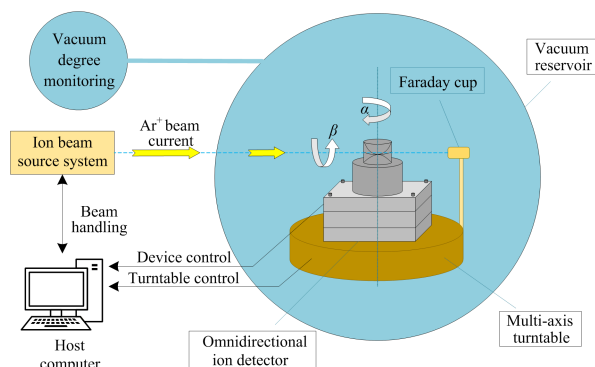 Vacuum
degree
monitoring
Vacuum
reservoir
Faraday cup
α
β
Ar⁺ beam
current
Ion beam
source system
Beam
handling
Device control
Turntable control
Host
computer
Omnidirectional
ion detector
Multi-axis
turntable